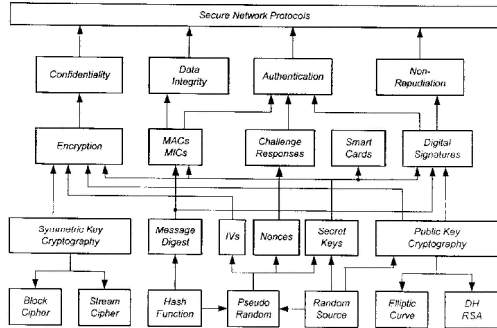 Secure Network Protocols
Confidentiality
Data
Integrity
Authentication
Non-
Repudiation
Encryption
MACs
MICs
Challenge
Responses
Smart
Cards
Digital
Signatures
Symmetric Key
Cryptography
Message
Digest
IVs
Nonces
Secret
Keys
Public Key
Cryptography
Block
Cipher
Stream
Cipher
Hash
Function
Pseudo
Random
Random
Source
Elliptic
Curve
DH
RSA